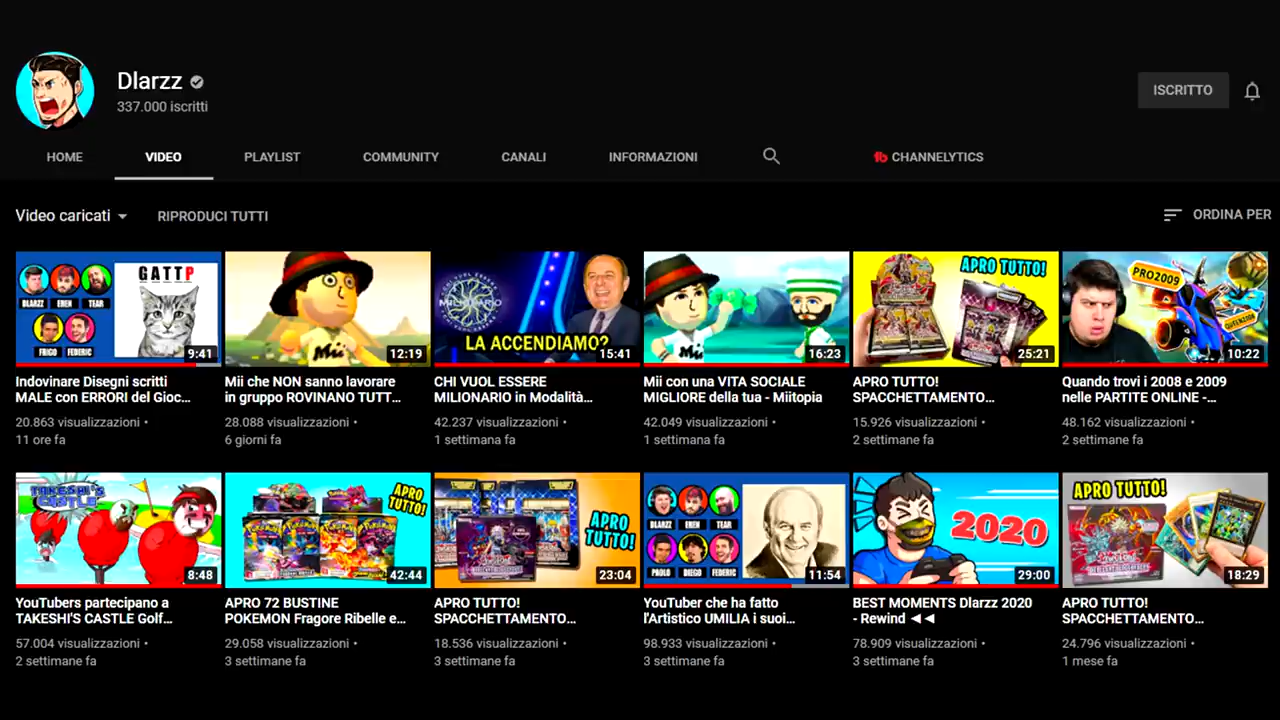 Dlarzz
337.000 iscritti
ISCRITTO
HOME VIDEO PLAYLIST COMMUNITY CANALI INFORMAZIONI CHANNELYTICS
Video caricati RIPRODUCI TUTTI ORDINA PER
GATTP
BLARZZ EREN TEAR
FRIGO FEDERIC
9:41
12:19
MILIONARIO
LA ACCENDIAMO?
15:41
Mii
16:23
APRO TUTTO!
25:21
PRO2009
QUEEN2008
10:22
Indovinare Disegni scritti
MALE con ERRORI del Gioc...
20.863 visualizzazioni •
11 ore fa
Mii che NON sanno lavorare
in gruppo ROVINANO TUTT...
28.088 visualizzazioni •
6 giorni fa
CHI VUOL ESSERE
MILIONARIO in Modalità...
42.237 visualizzazioni •
1 settimana fa
Mii con una VITA SOCIALE
MIGLIORE della tua - Miitopia
42.049 visualizzazioni •
1 settimana fa
APRO TUTTO!
SPACCHETTAMENTO...
15.926 visualizzazioni •
2 settimane fa
Quando trovi i 2008 e 2009
nelle PARTITE ONLINE -...
48.162 visualizzazioni •
2 settimane fa
TAKESHI'S
CASTLE
8:48
APRO
TUTTO!
42:44
APRO
TUTTO!
23:04
BLARZZ EREN TEAR
PAOLO DIEGO FEDERIC
11:54
2020
29:00
APRO TUTTO!
18:29
YouTubers partecipano a
TAKESHI'S CASTLE Golf...
57.004 visualizzazioni •
2 settimane fa
APRO 72 BUSTINE
POKEMON Fragore Ribelle e...
29.058 visualizzazioni •
3 settimane fa
APRO TUTTO!
SPACCHETTAMENTO...
18.536 visualizzazioni •
3 settimane fa
YouTuber che ha fatto
l'Artistico UMILIA i suoi...
98.933 visualizzazioni •
3 settimane fa
BEST MOMENTS Dlarzz 2020
- Rewind ◄◄
78.909 visualizzazioni •
3 settimane fa
APRO TUTTO!
SPACCHETTAMENTO...
24.796 visualizzazioni •
1 mese fa